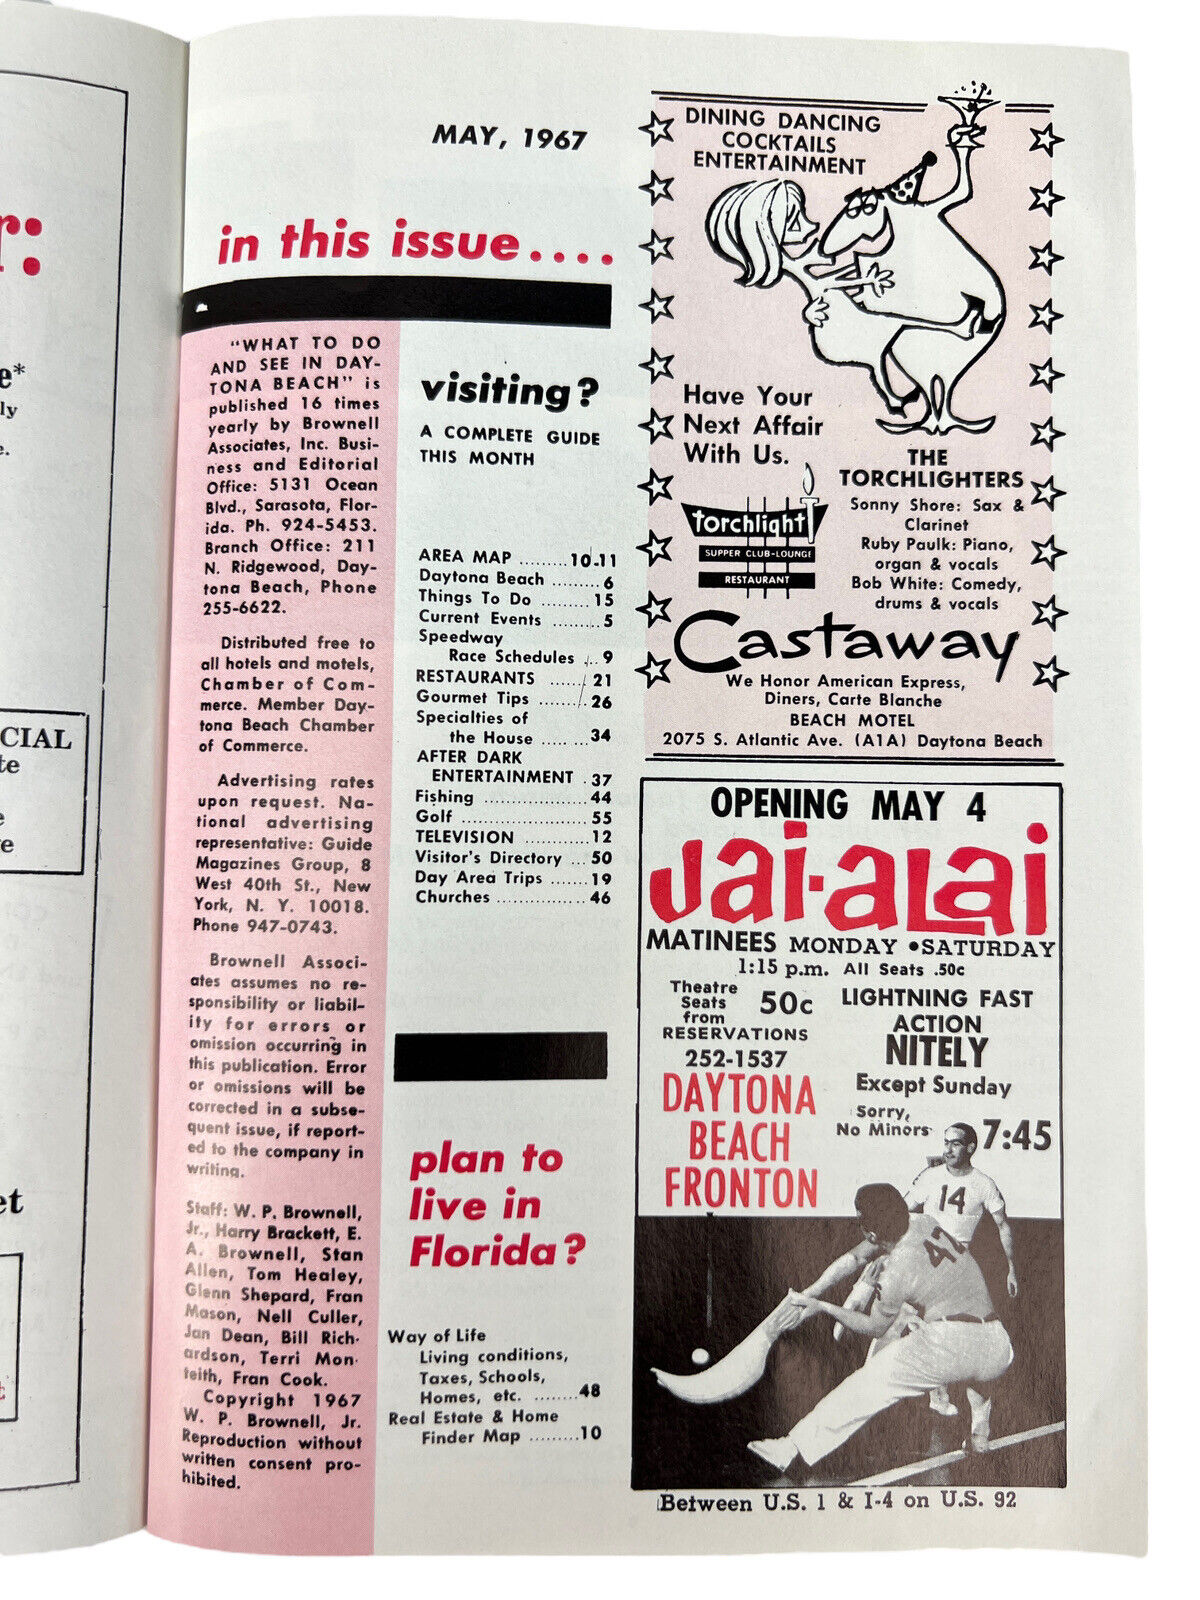 r:
e*
ly
e.
CIAL
te
e
ve
et
t
MAY, 1967
in this issue....
"WHAT TO DO
AND SEE IN DAY-
TONA BEACH" is
published 16 times
yearly by Brownell
Associates, Inc. Busi-
ness and Editorial
Office: 5131 Ocean
Blvd., Sarasota, Flor-
ida. Ph. 924-5453.
Branch Office: 211
N. Ridgewood, Day-
tona Beach, Phone
255-6622.
Distributed free to
all hotels and motels,
Chamber of Com-
merce. Member Day-
tona Beach Chamber
of Commerce.
Advertising rates
upon request. Na-
tional advertising
representative: Guide
Magazines Group, 8
West 40th St., New
York, N. Y. 10018.
Phone 947-0743.
Brownell Associ-
ates assumes no re-
sponsibility or liabil-
ity for errors or
omission occurring in
this publication. Error
or omissions will be
corrected in a subse-
quent issue, if report-
ed to the company in
writing.
Staff: W. P. Brownell,
Jr., Harry Brackett, E.
A. Brownell, Stan
Allen, Tom Healey,
Glenn Shepard, Fran
Mason, Nell Culler,
Jan Dean, Bill Rich-
ardson, Terri Mon-
teith, Fran Cook.
Copyright 1967
W. P. Brownell, Jr.
Reproduction without
written consent pro-
hibited.
visiting?
A COMPLETE GUIDE
THIS MONTH
AREA MAP .........10-11
Daytona Beach .......6
Things To Do .........15
Current Events ........5
Speedway
Race Schedules ...9
RESTAURANTS ......21
Gourmet Tips ........26
Specialties of
the House .......34
AFTER DARK
ENTERTAINMENT .37
Fishing ................44
Golf ....................55
TELEVISION ..........12
Visitor's Directory ...50
Day Area Trips .......19
Churches ..............46
plan to
live in
Florida?
Way of Life
Living conditions,
Taxes, Schools,
Homes, etc. ........48
Real Estate & Home
Finder Map .........10
DINING DANCING
COCKTAILS
ENTERTAINMENT
Have Your
Next Affair
With Us.
torchlight
SUPPER CLUB-LOUNGE
RESTAURANT
THE
TORCHLIGHTERS
Sonny Shore: Sax &
Clarinet
Ruby Paulk: Piano,
organ & vocals
Bob White: Comedy,
drums & vocals
Castaway
We Honor American Express,
Diners, Carte Blanche
BEACH MOTEL
2075 S. Atlantic Ave. (A1A) Daytona Beach
OPENING MAY 4
Jai-aLai
MATINEES MONDAY •SATURDAY
1:15 p.m. All Seats .50c
Theatre
Seats
from
50c
RESERVATIONS
252-1537
DAYTONA
BEACH
FRONTON
LIGHTNING FAST
ACTION
NITELY
Except Sunday
Sorry,
No Minors
7:45
14
42
Between U.S. 1 & I-4 on U.S. 92